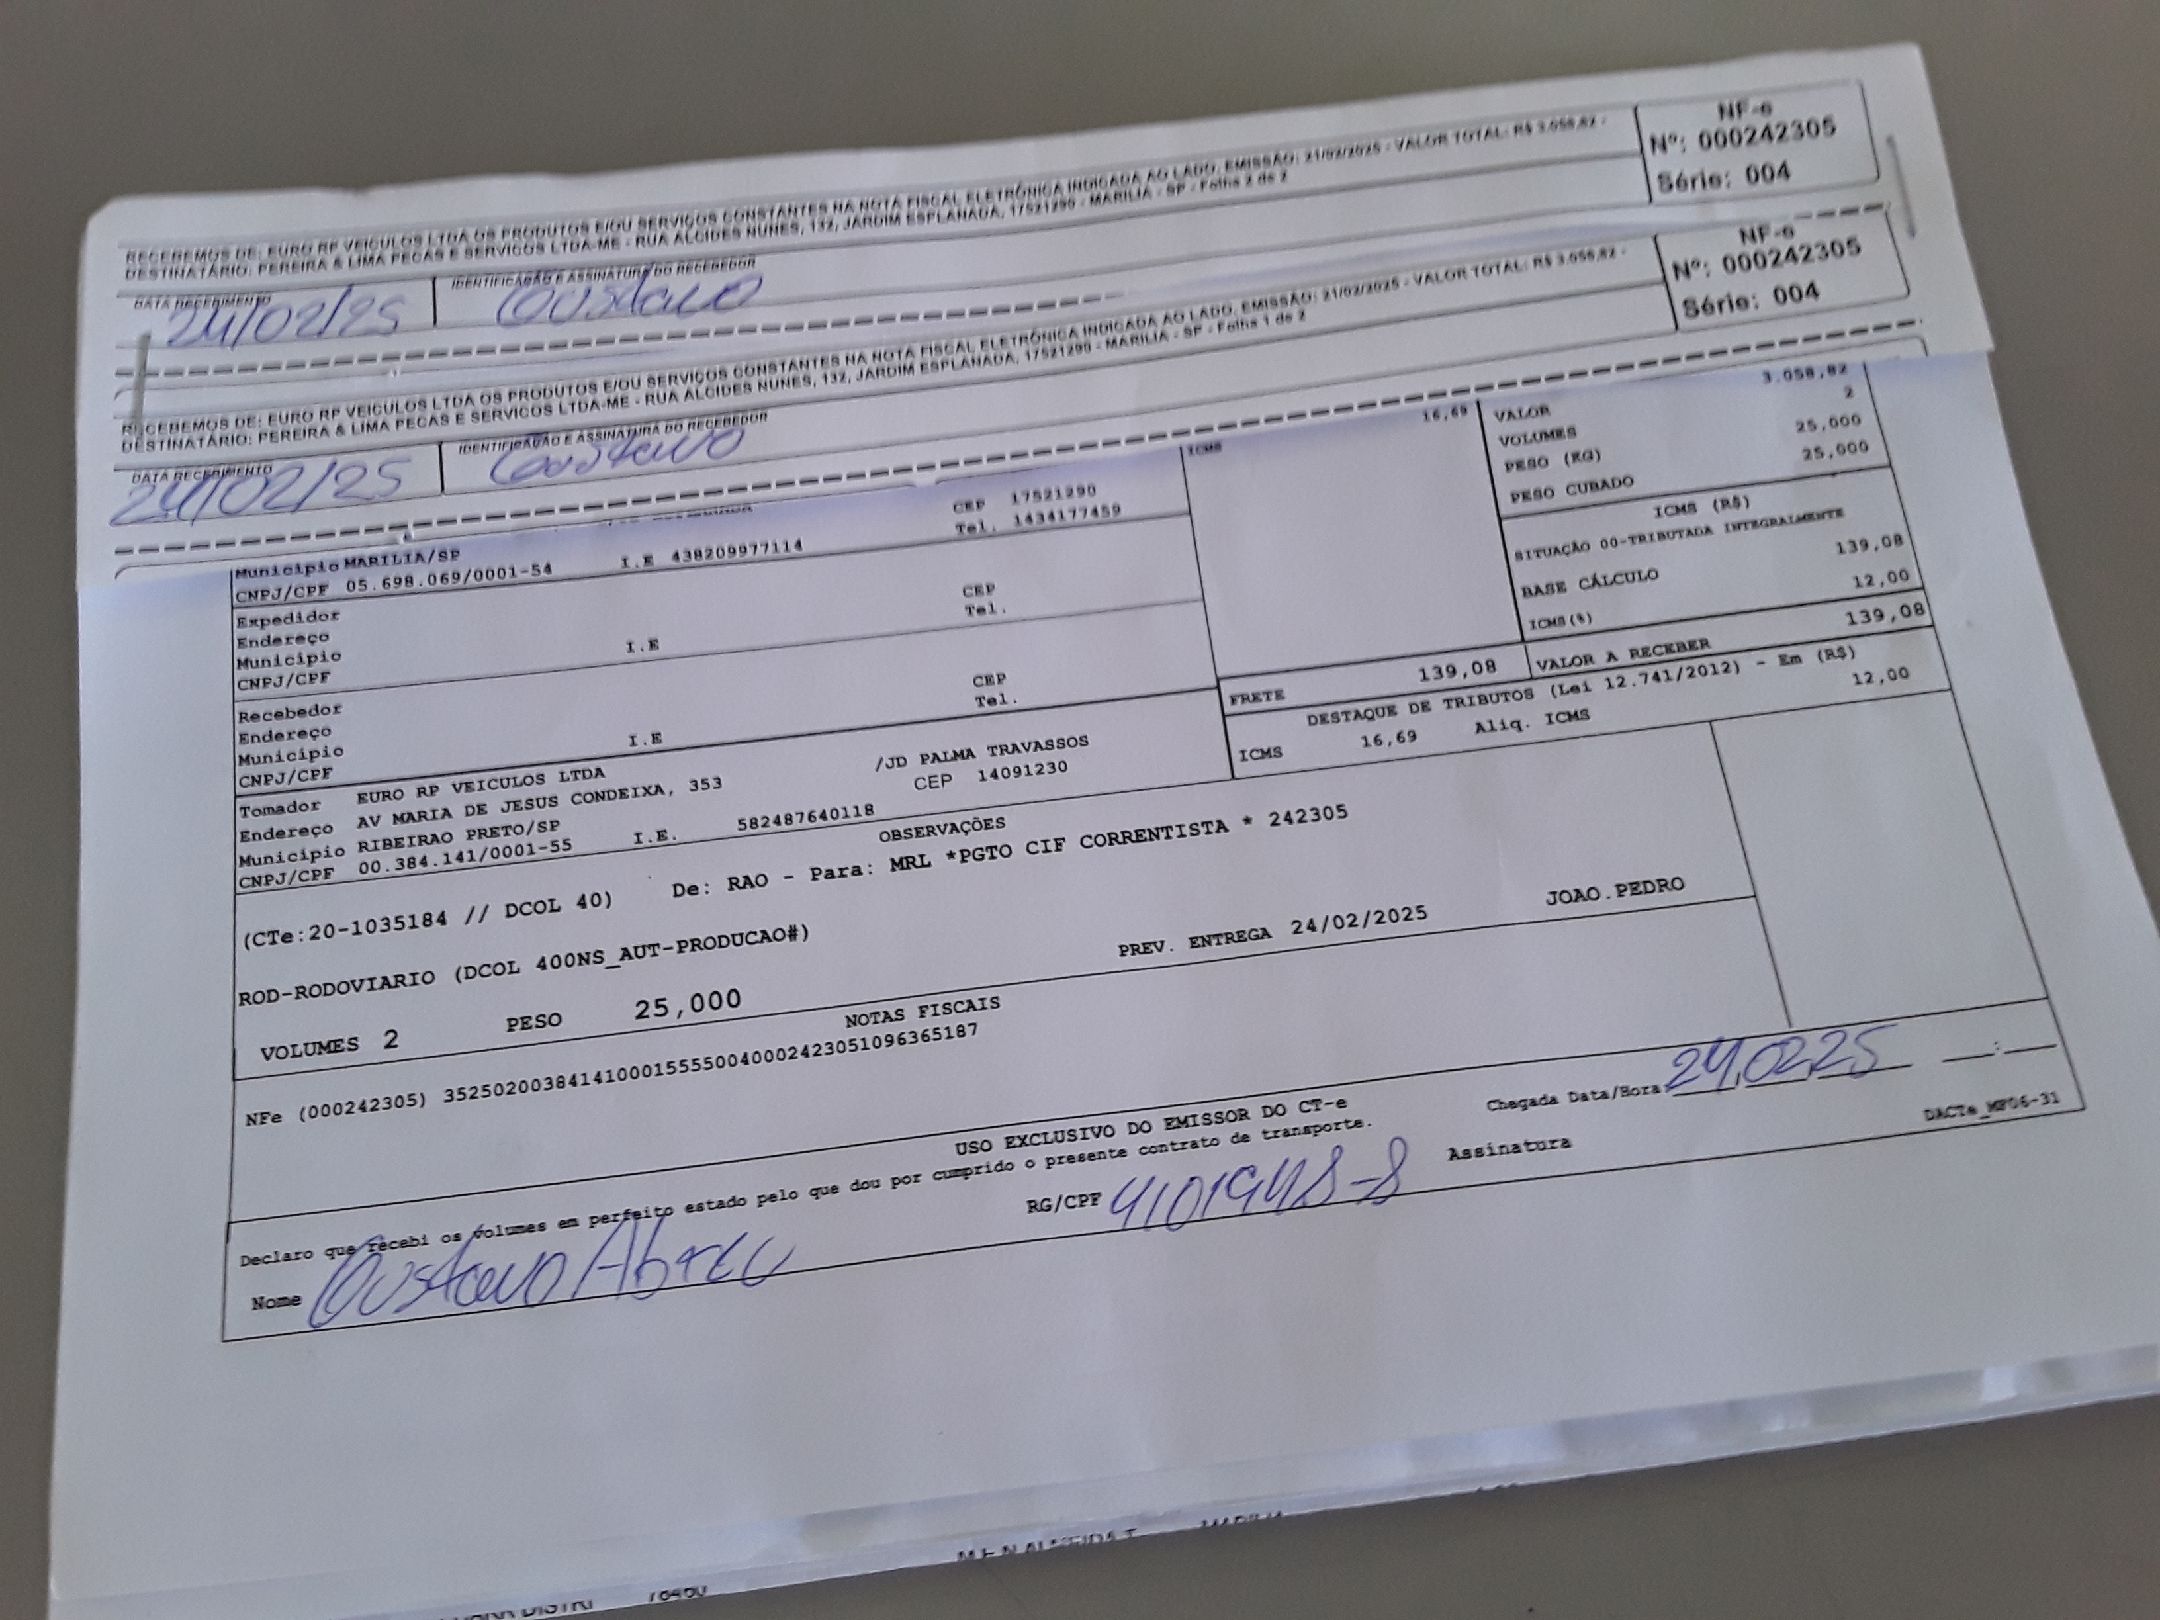 RECEBEMOS DE: EURO RP VEICULOS LTDA OS PRODUTOS E/OU SERVIÇOS CONSTANTES NA NOTA FISCAL ELETRÔNICA INDICADA AO LADO. EMISSÃO: 21/02/2025 - VALOR TOTAL: R$ 3.058,82 -
DESTINATÁRIO: PEREIRA & LIMA PECAS E SERVICOS LTDA-ME - RUA ALCIDES NUNES, 132, JARDIM ESPLANADA, 17521290 - MARILIA - SP - Folha 2 de 2
NF-e
Nº: 000242305
Série: 004
DATA RECEBIMENTO
24/02/25
IDENTIFICAÇÃO E ASSINATURA DO RECEBEDOR
Gustavo
RECEBEMOS DE: EURO RP VEICULOS LTDA OS PRODUTOS E/OU SERVIÇOS CONSTANTES NA NOTA FISCAL ELETRÔNICA INDICADA AO LADO. EMISSÃO: 21/02/2025 - VALOR TOTAL: R$ 3.058,82 -
DESTINATÁRIO: PEREIRA & LIMA PECAS E SERVICOS LTDA-ME - RUA ALCIDES NUNES, 132, JARDIM ESPLANADA, 17521290 - MARILIA - SP - Folha 1 de 2
NF-e
Nº: 000242305
Série: 004
DATA RECEBIMENTO
24/02/25
IDENTIFICAÇÃO E ASSINATURA DO RECEBEDOR
Gustavo
CEP 17521290
Município MARILIA/SP Tel. 1434177459
CNPJ/CPF 05.698.069/0001-54 I.E 438209977114
Expedidor
Endereço CEP
Município Tel.
CNPJ/CPF I.E
Recebedor
Endereço CEP
Município Tel.
CNPJ/CPF I.E
Tomador EURO RP VEICULOS LTDA
Endereço AV MARIA DE JESUS CONDEIXA, 353 /JD PALMA TRAVASSOS
Município RIBEIRAO PRETO/SP CEP 14091230
CNPJ/CPF 00.384.141/0001-55 I.E. 582487640118
ICMS 16,69
VALOR 3.058,82
VOLUMES 2
PESO (KG) 25,000
PESO CUBADO 25,000
ICMS (R$)
SITUAÇÃO 00-TRIBUTADA INTEGRALMENTE
BASE CÁLCULO 139,08
ICMS(%) 12,00
FRETE 139,08
VALOR A RECEBER 139,08
DESTAQUE DE TRIBUTOS (Lei 12.741/2012) - Em (R$)
ICMS 16,69 Aliq. ICMS 12,00
OBSERVAÇÕES
(CTe:20-1035184 // DCOL 40) De: RAO - Para: MRL *PGTO CIF CORRENTISTA * 242305
ROD-RODOVIARIO (DCOL 400NS_AUT-PRODUCAO#)
VOLUMES 2 PESO 25,000 PREV. ENTREGA 24/02/2025 JOAO.PEDRO
NOTAS FISCAIS
NFe (000242305) 35250200384141000155550040002423051096365187
USO EXCLUSIVO DO EMISSOR DO CT-e
Declaro que recebi os volumes em perfeito estado pelo que dou por cumprido o presente contrato de transporte.
Chegada Data/Hora: 24,02,25 :
Nome Gustavo Abreu
RG/CPF 4101948-8
Assinatura
DACTe_MP06-31